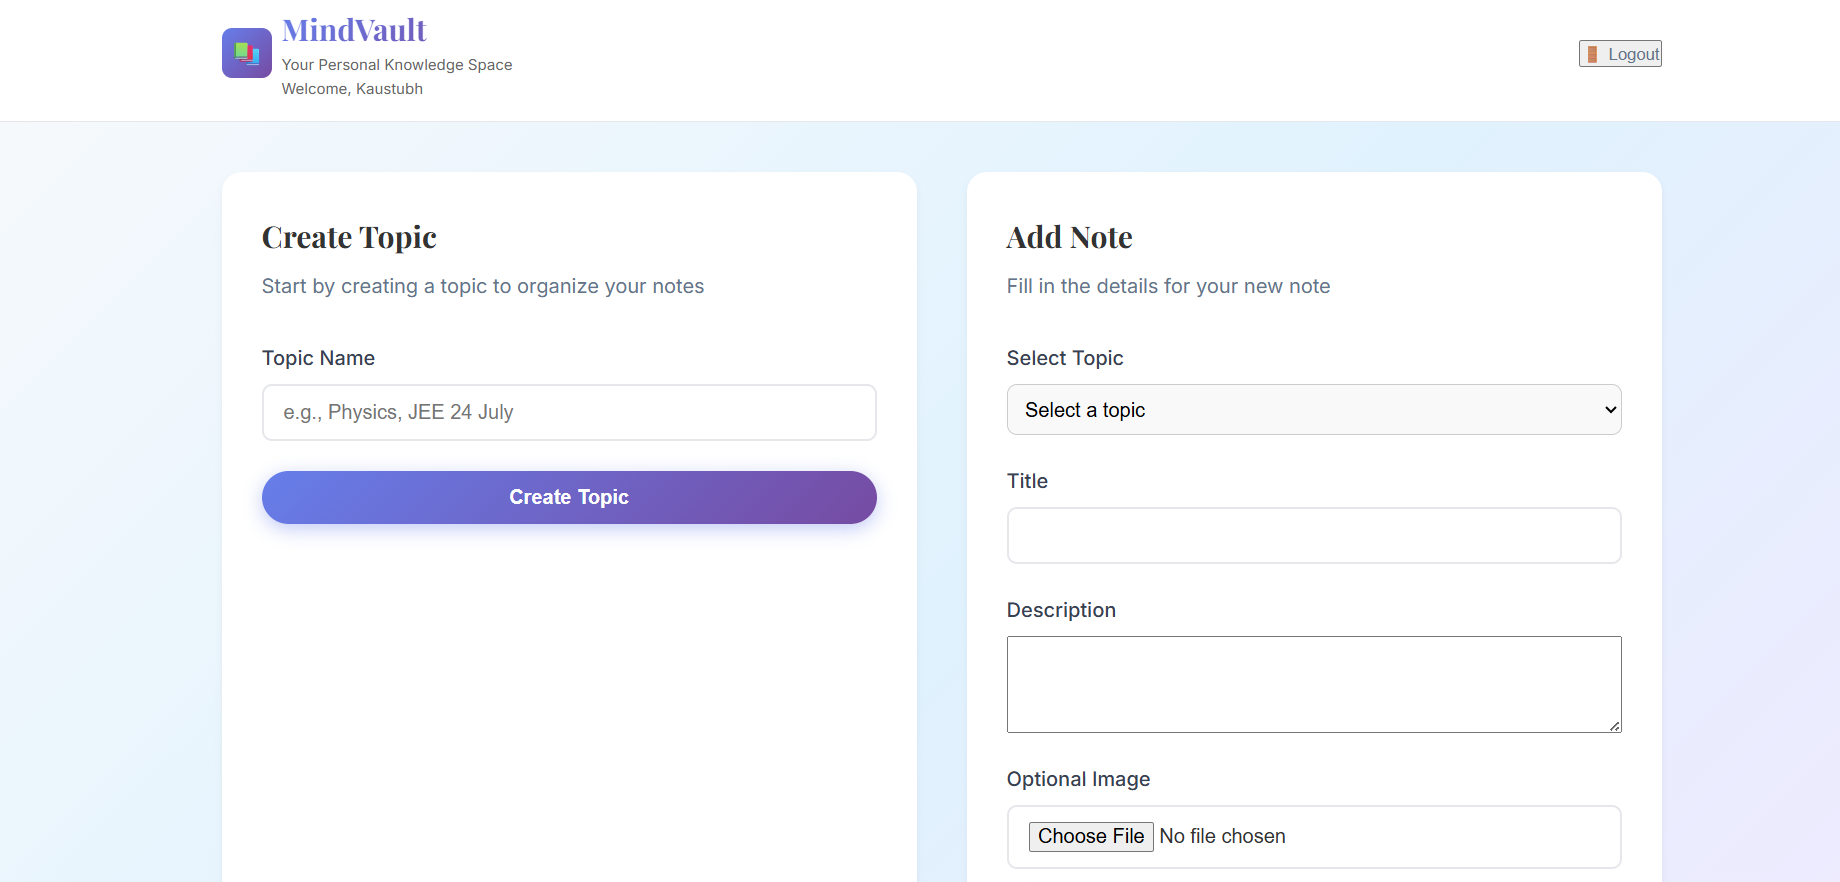 MindVault
Your Personal Knowledge Space
Welcome, Kaustubh
Logout
Create Topic
Start by creating a topic to organize your notes
Topic Name
e.g., Physics, JEE 24 July
Create Topic
Add Note
Fill in the details for your new note
Select Topic
Select a topic
Title
Description
Optional Image
Choose File No file chosen